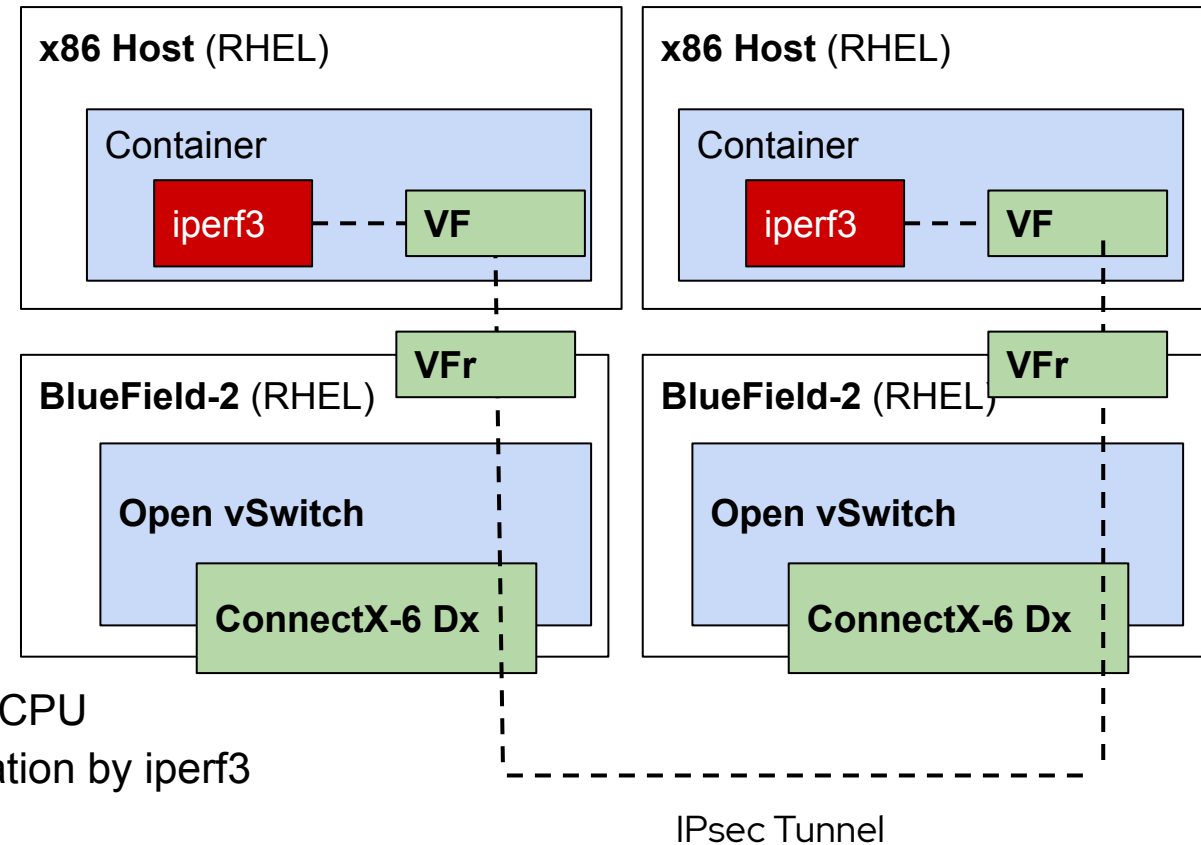 x86 Host (RHEL)
Container
iperf3
VF
VFr
BlueField-2 (RHEL)
Open vSwitch
ConnectX-6 Dx
x86 Host (RHEL)
Container
iperf3
VF
VFr
BlueField-2 (RHEL)
Open vSwitch
ConnectX-6 Dx
CPU
ation by iperf3
IPsec Tunnel